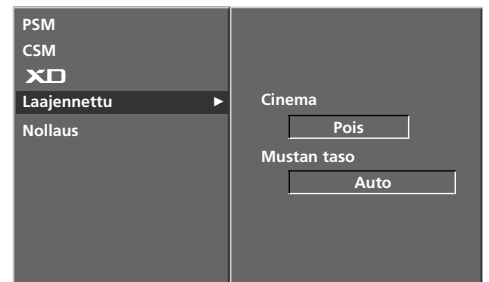 PSM
CSM
XD
Laajennettu ►
Nollaus
Cinema
Pois
Mustan taso
Auto